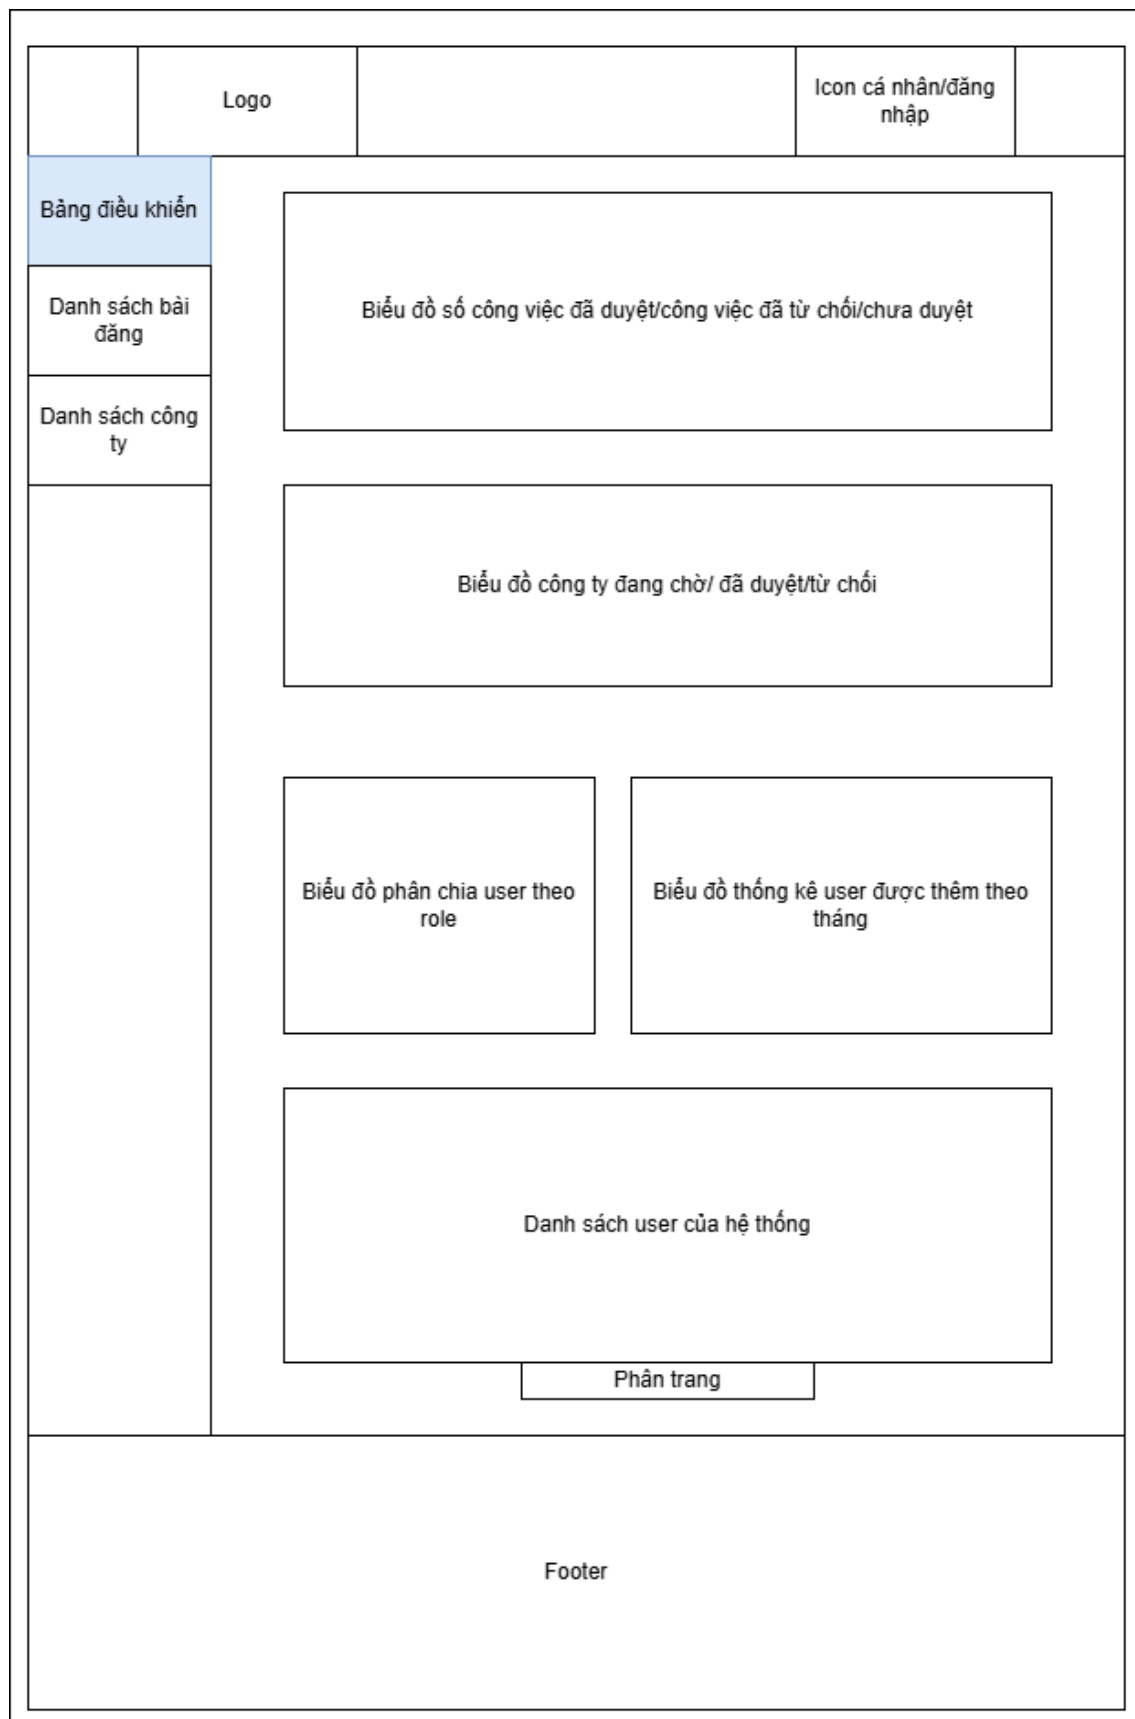 Logo
Icon cá nhân/đăng
nhập
Bảng điều khiển
Danh sách bài
đăng
Danh sách công
ty
Biểu đồ số công việc đã duyệt/công việc đã từ chối/chưa duyệt
Biểu đồ công ty đang chờ/ đã duyệt/từ chối
Biểu đồ phân chia user theo
role
Biểu đồ thống kê user được thêm theo
tháng
Danh sách user của hệ thống
Phân trang
Footer